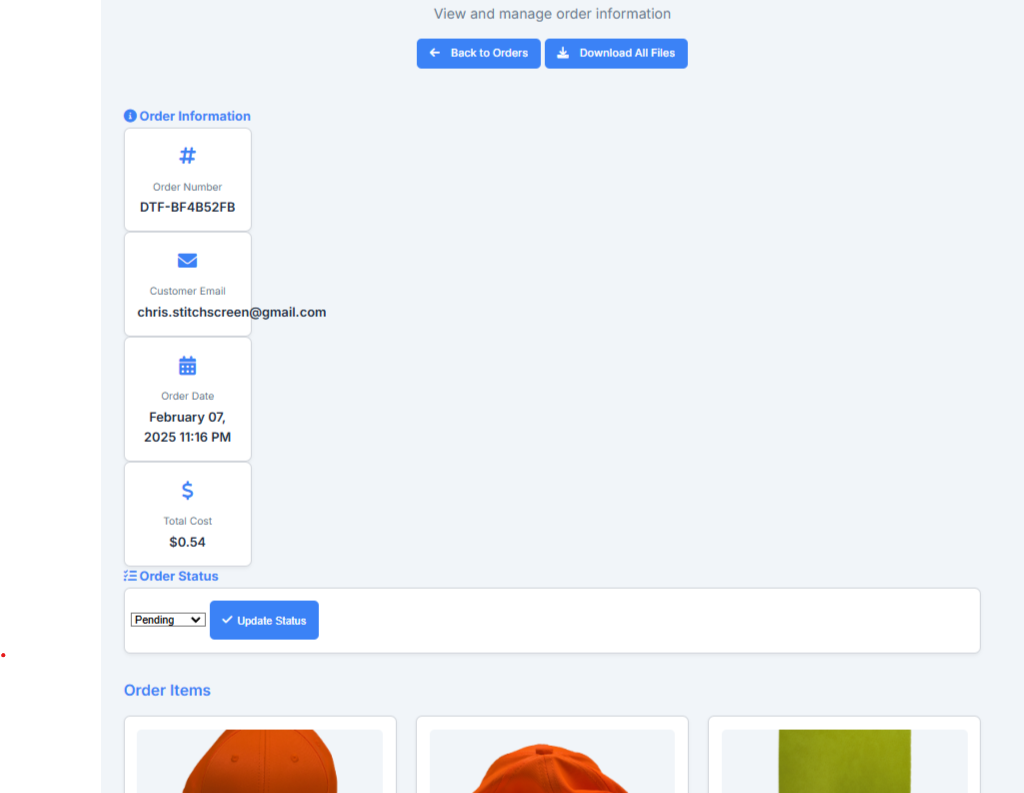 View and manage order information
Back to Orders
Download All Files
Order Information
#
Order Number
DTF-BF4B52FB
Customer Email
chris.stitchscreen@gmail.com
Order Date
February 07,
2025 11:16 PM
$
Total Cost
$0.54
Order Status
Pending
Update Status
Order Items